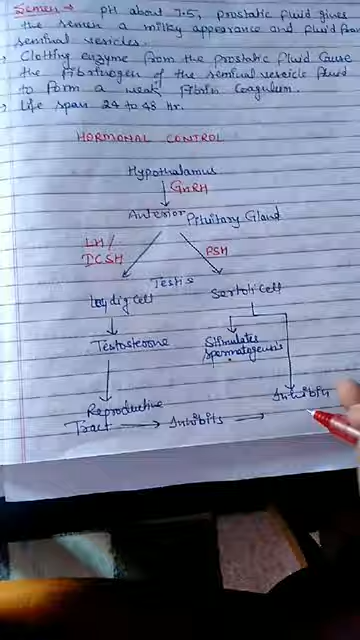 Semen → PH about 7.5, prostatic fluid gives
the semen a milky appearance and fluid from
seminal vesicles.
Clotting enzyme from the prostatic fluid cause
the fibrinogen of the seminal vesicle fluid
to form a weak fibrin coagulum.
Life span 24 to 48 Hr.
HORMONAL CONTROL
Hypothalamus
GnRH
Anterior Pituitary Gland
LH / FSH
ICSH
Testis
Leydig Cell Sertoli Cell
Testosterone Stimulates
Spermatogenesis
Inhibin
Reproductive
Tract → Inhibits →